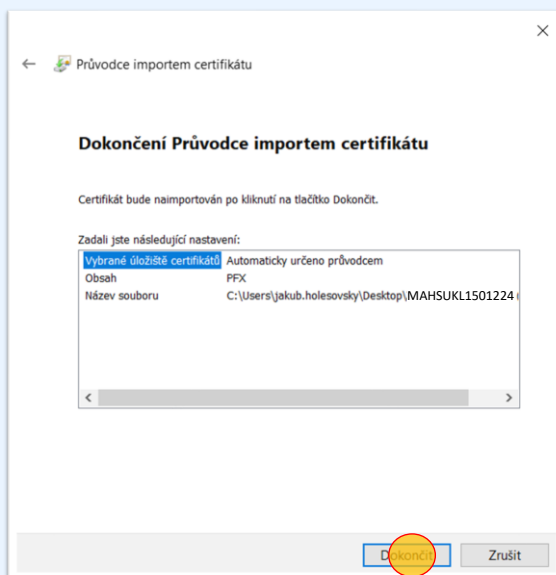 Průvodce importem certifikátu
Dokončení Průvodce importem certifikátu
Certifikát bude naimportován po kliknutí na tlačítko Dokončit.
Zadali jste následující nastavení:
Vybrané úložiště certifikátů Automaticky určeno průvodcem
Obsah PFX
Název souboru C:\Users\jakub.holesovsky\Desktop\MAHSUKL1501224
Dokončit Zrušit